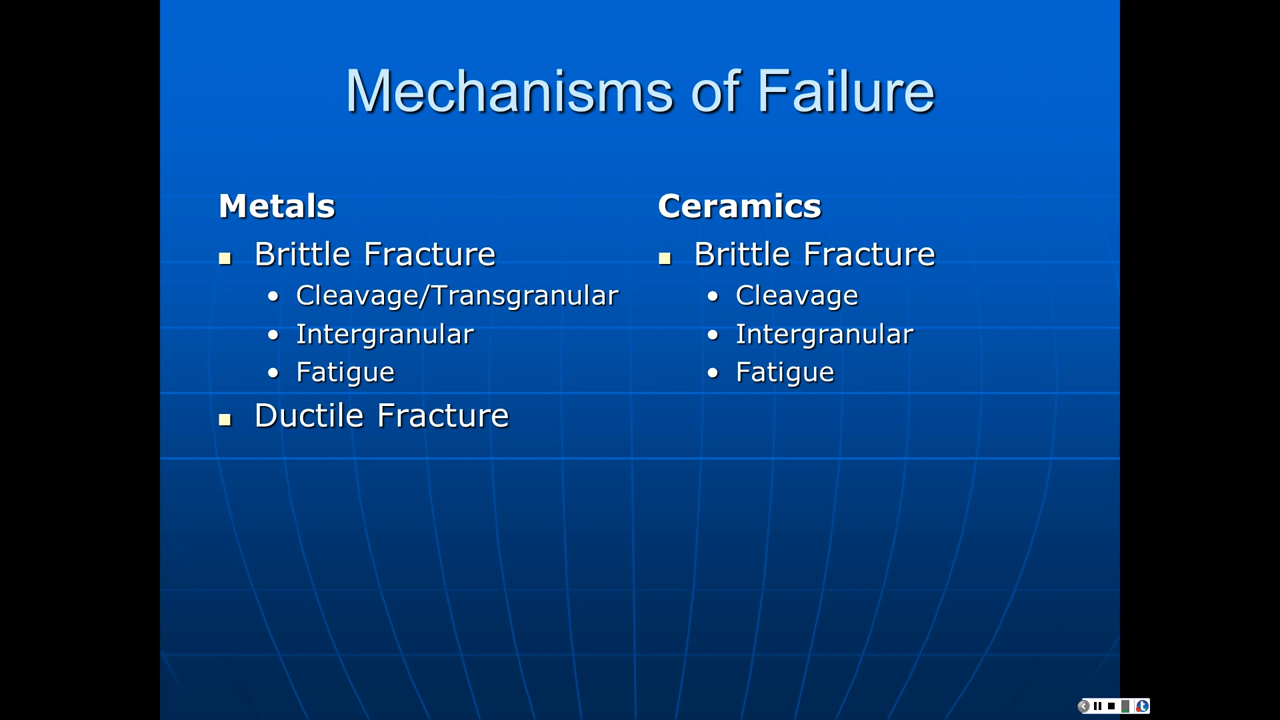 Mechanisms of Failure
Metals
Brittle Fracture
Cleavage/Transgranular
Intergranular
Fatigue
Ductile Fracture
Ceramics
Brittle Fracture
Cleavage
Intergranular
Fatigue